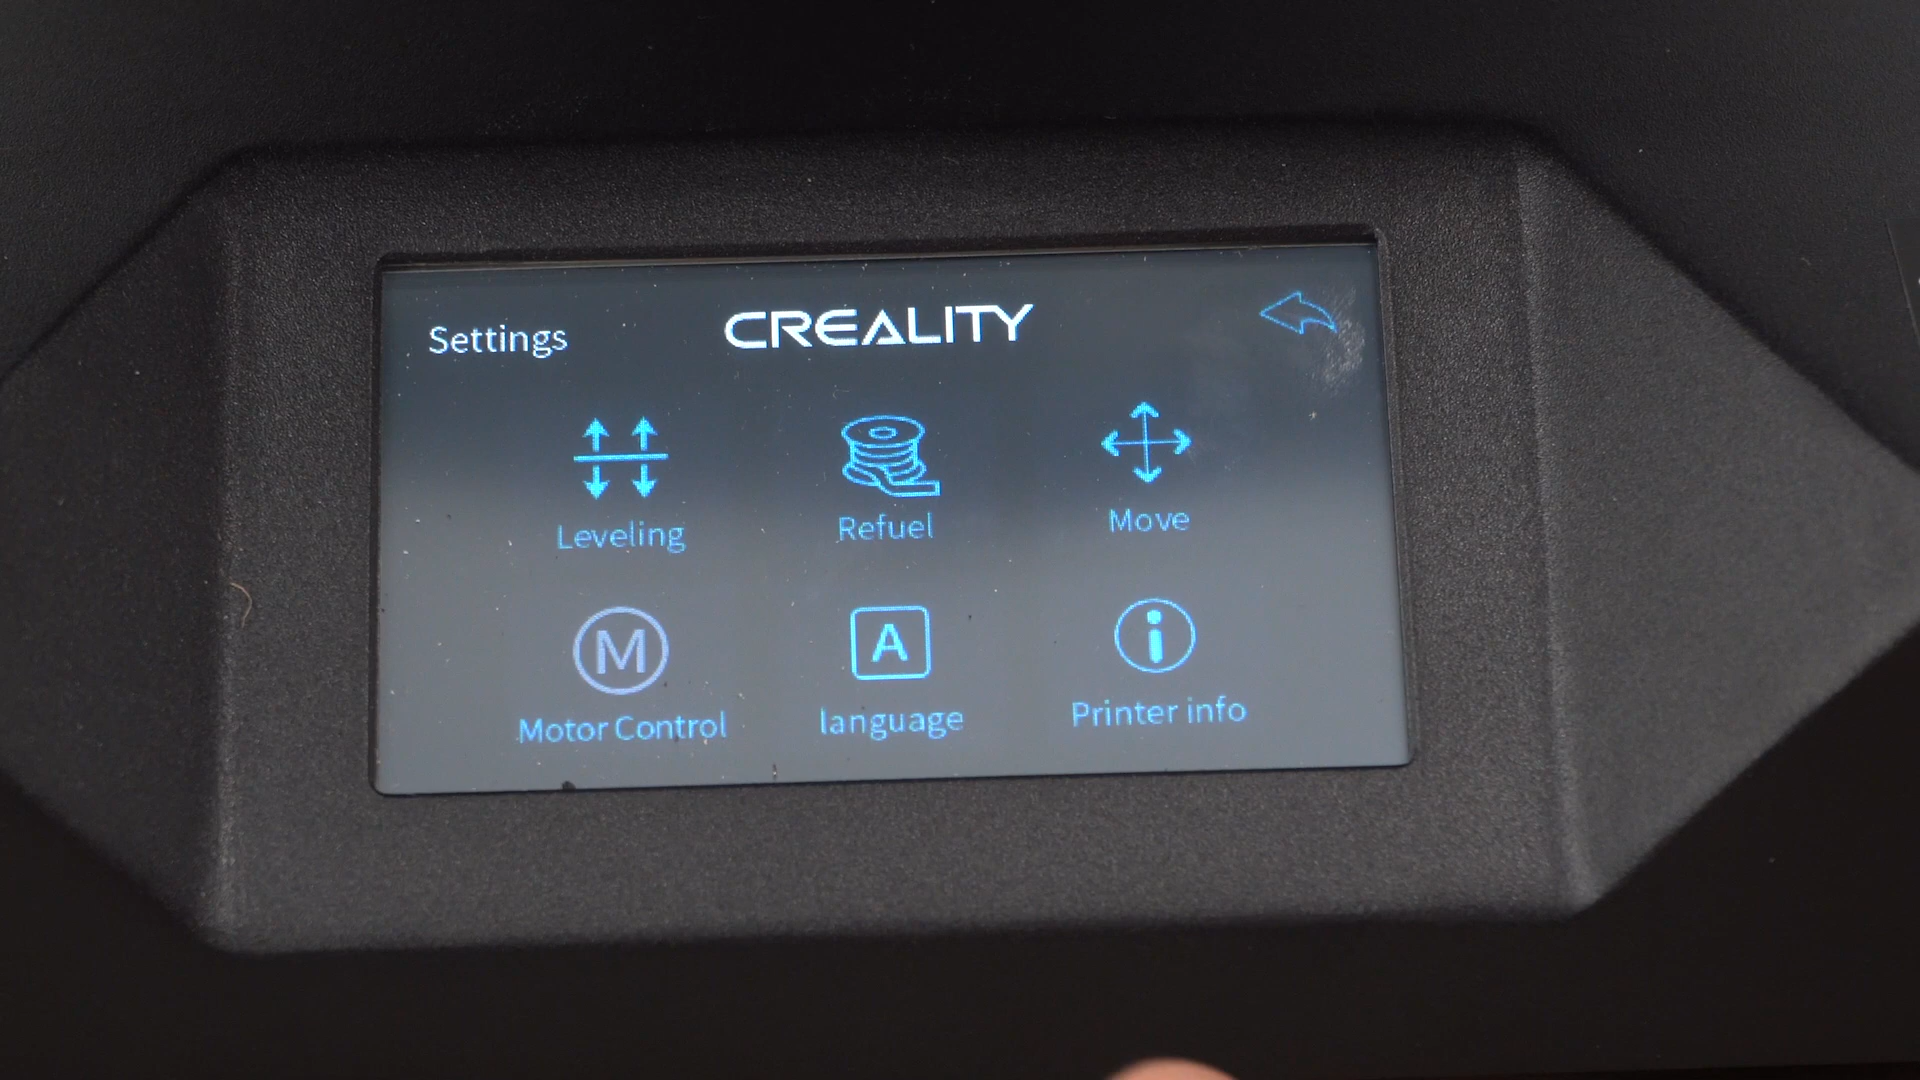 Settings
CREALITY
Leveling
Refuel
Move
M
A
i
Motor Control
language
Printer info